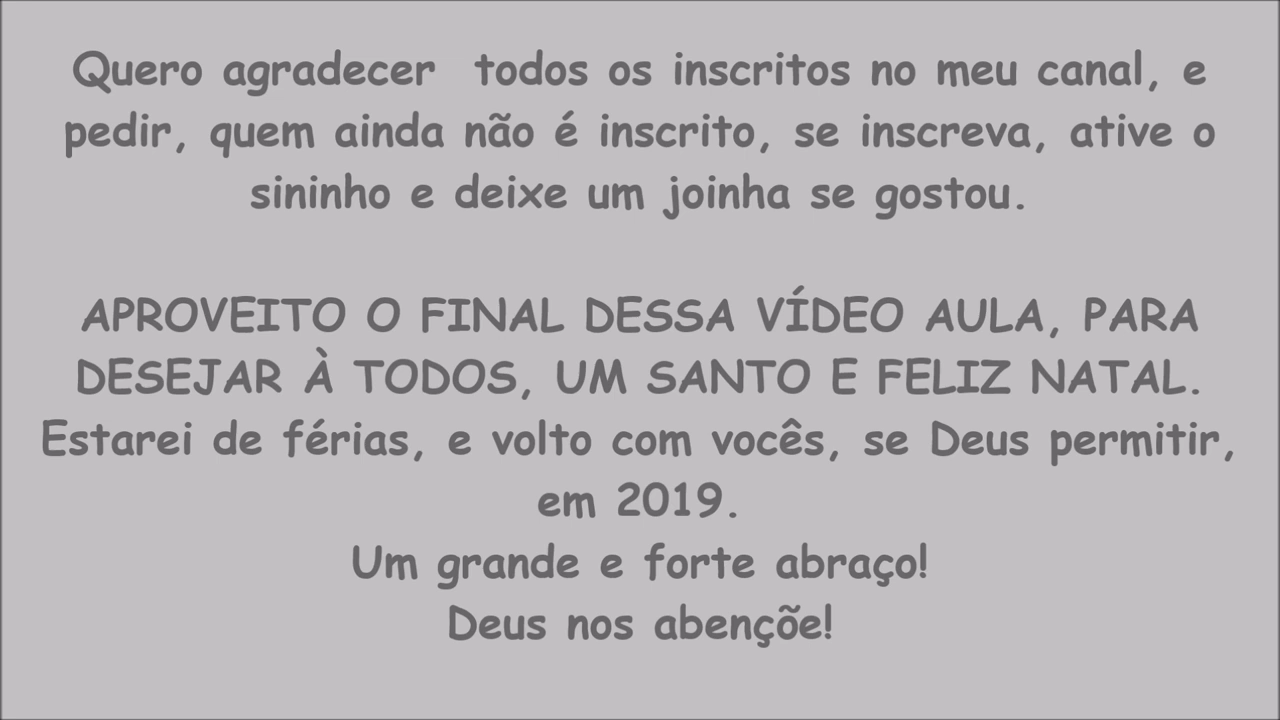 Quero agradecer  todos os inscritos no meu canal, e
pedir, quem ainda não é inscrito, se inscreva, ative o
sininho e deixe um joinha se gostou.
APROVEITO O FINAL DESSA VÍDEO AULA, PARA
DESEJAR À TODOS, UM SANTO E FELIZ NATAL.
Estarei de férias, e volto com vocês, se Deus permitir,
em 2019.
Um grande e forte abraço!
Deus nos abençõe!